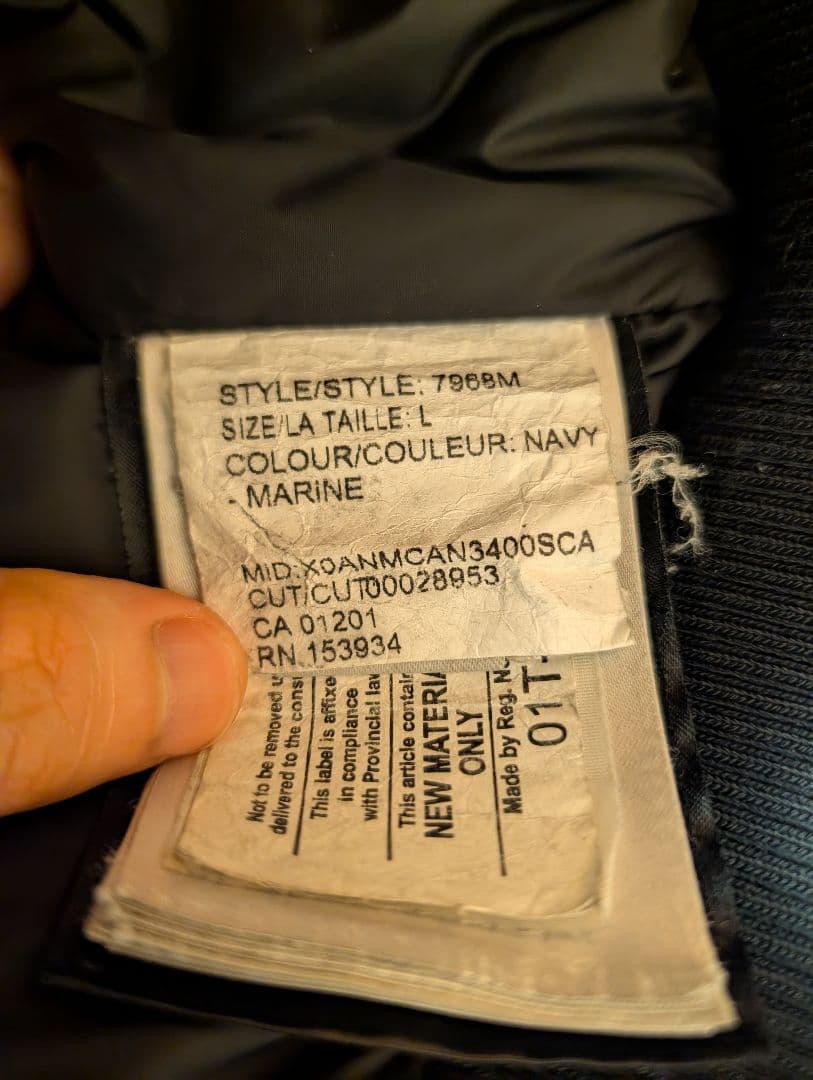 STYLE/STYLE: 7968M
SIZE/LA TAILLE: L
COLOUR/COULEUR: NAVY
- MARINE
MID:X0ANMCAN3400SCA
CUT/CUT00028953
CA 01201
RN 153934
Not to be removed u
delivered to the cons
This label is affixe
in compliance
with Provincial law
This article contain
NEW MATERIA
ONLY
Made by Reg. N
01T-